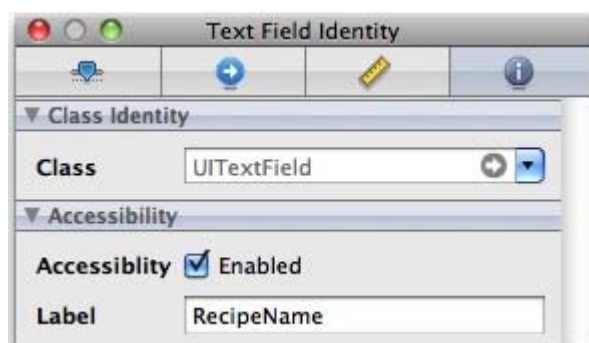 Text Field Identity
Class Identity
Class UITextField
Accessibility
Accessiblity Enabled
Label RecipeName